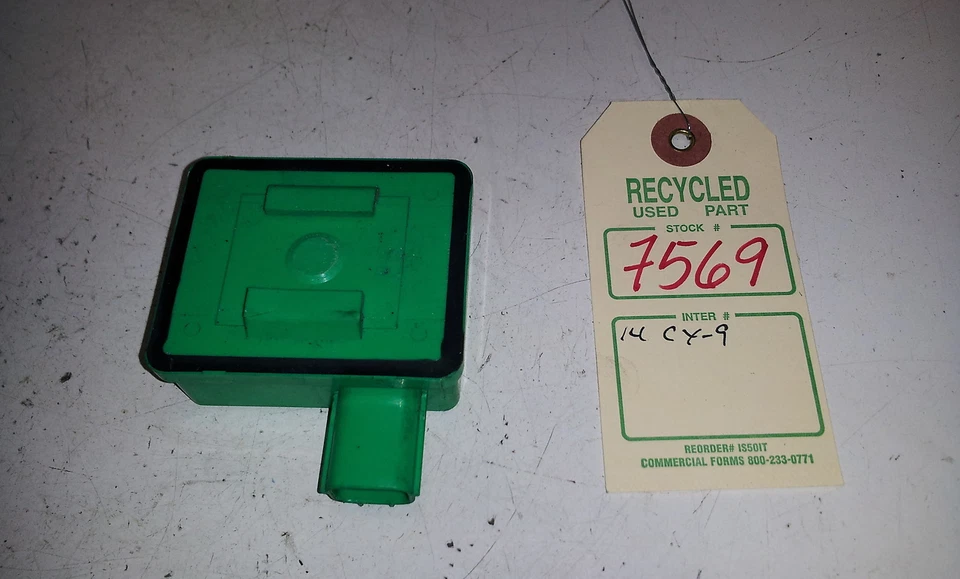 RECYCLED
USED PART
STOCK #
7569
INTER #
14 CX-9
REORDER# IS50IT
COMMERCIAL FORMS 800-233-0771